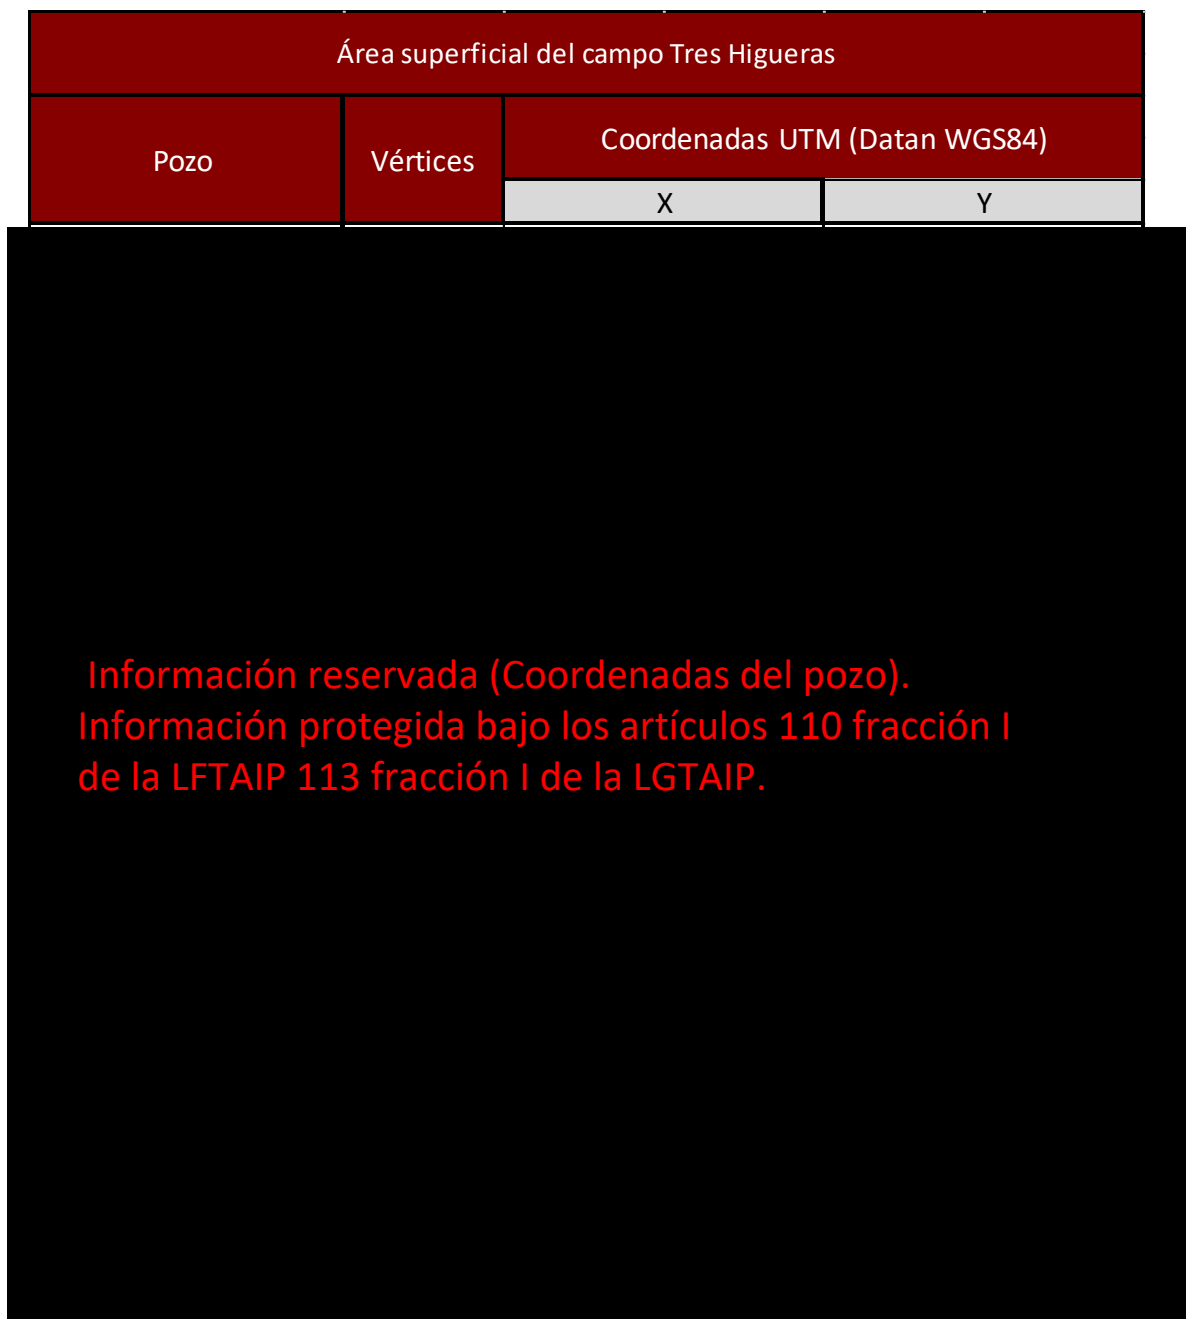 Área superficial del campo Tres Higueras
Pozo
Vértices
Coordenadas UTM (Datan WGS84)
X
Y
Información reservada (Coordenadas del pozo).
Información protegida bajo los artículos 110 fracción I
de la LFTAIP 113 fracción I de la LGTAIP.